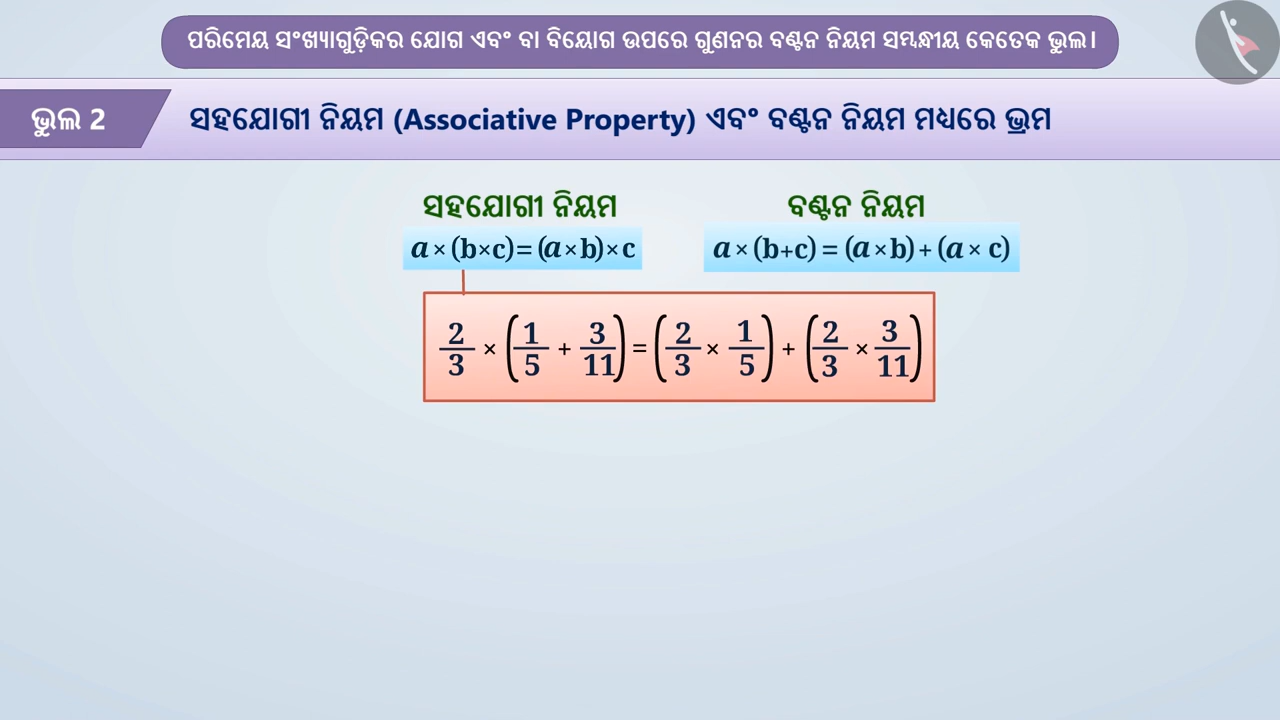 ପରିମେୟ ସଂଖ୍ୟାଗୁଡ଼ିକର ଯୋଗ ଏବଂ ବା ବିୟୋଗ ଉପରେ ଗୁଣନର ବଣ୍ଟନ ନିୟମ ସମ୍ବନ୍ଧୀୟ କେତେକ ଭୁଲ।
ଭୁଲ 2
ସହଯୋଗୀ ନିୟମ (Associative Property) ଏବଂ ବଣ୍ଟନ ନିୟମ ମଧ୍ୟରେ ଭ୍ରମ
ସହଯୋଗୀ ନିୟମ ବଣ୍ଟନ ନିୟମ
a × (b×c) = (a×b)×c a × (b+c) = (a×b) + (a × c)
2/3 × (1/5 + 3/11) = (2/3 × 1/5) + (2/3 × 3/11)